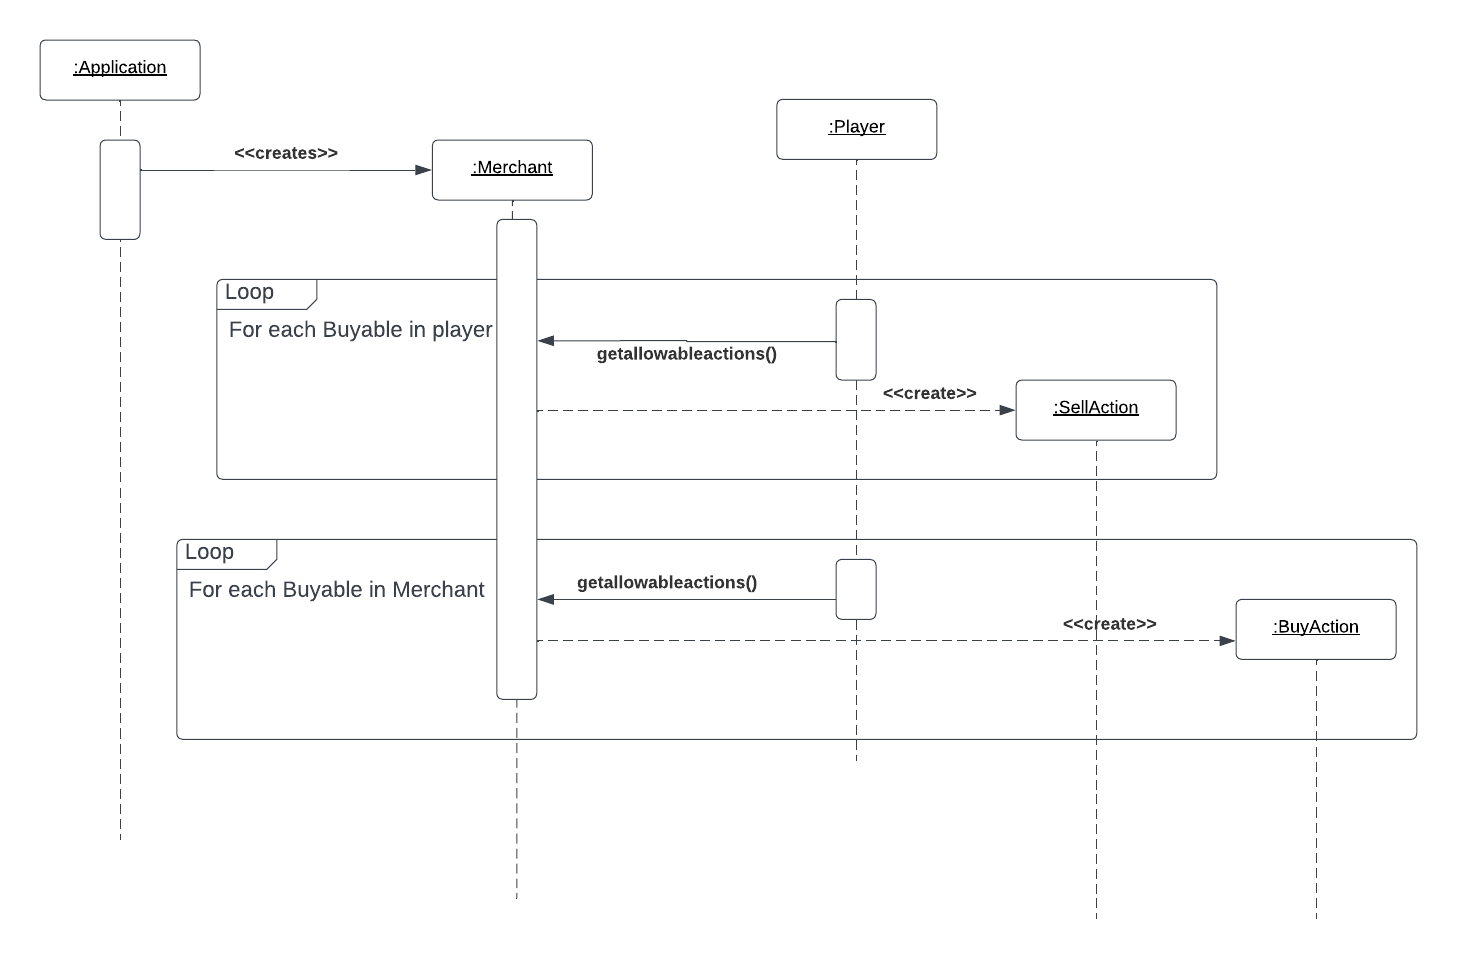 :Application
:Player
<<creates>>
:Merchant
Loop
For each Buyable in player
getallowableactions()
<<create>>
:SellAction
Loop
For each Buyable in Merchant
getallowableactions()
<<create>>
:BuyAction